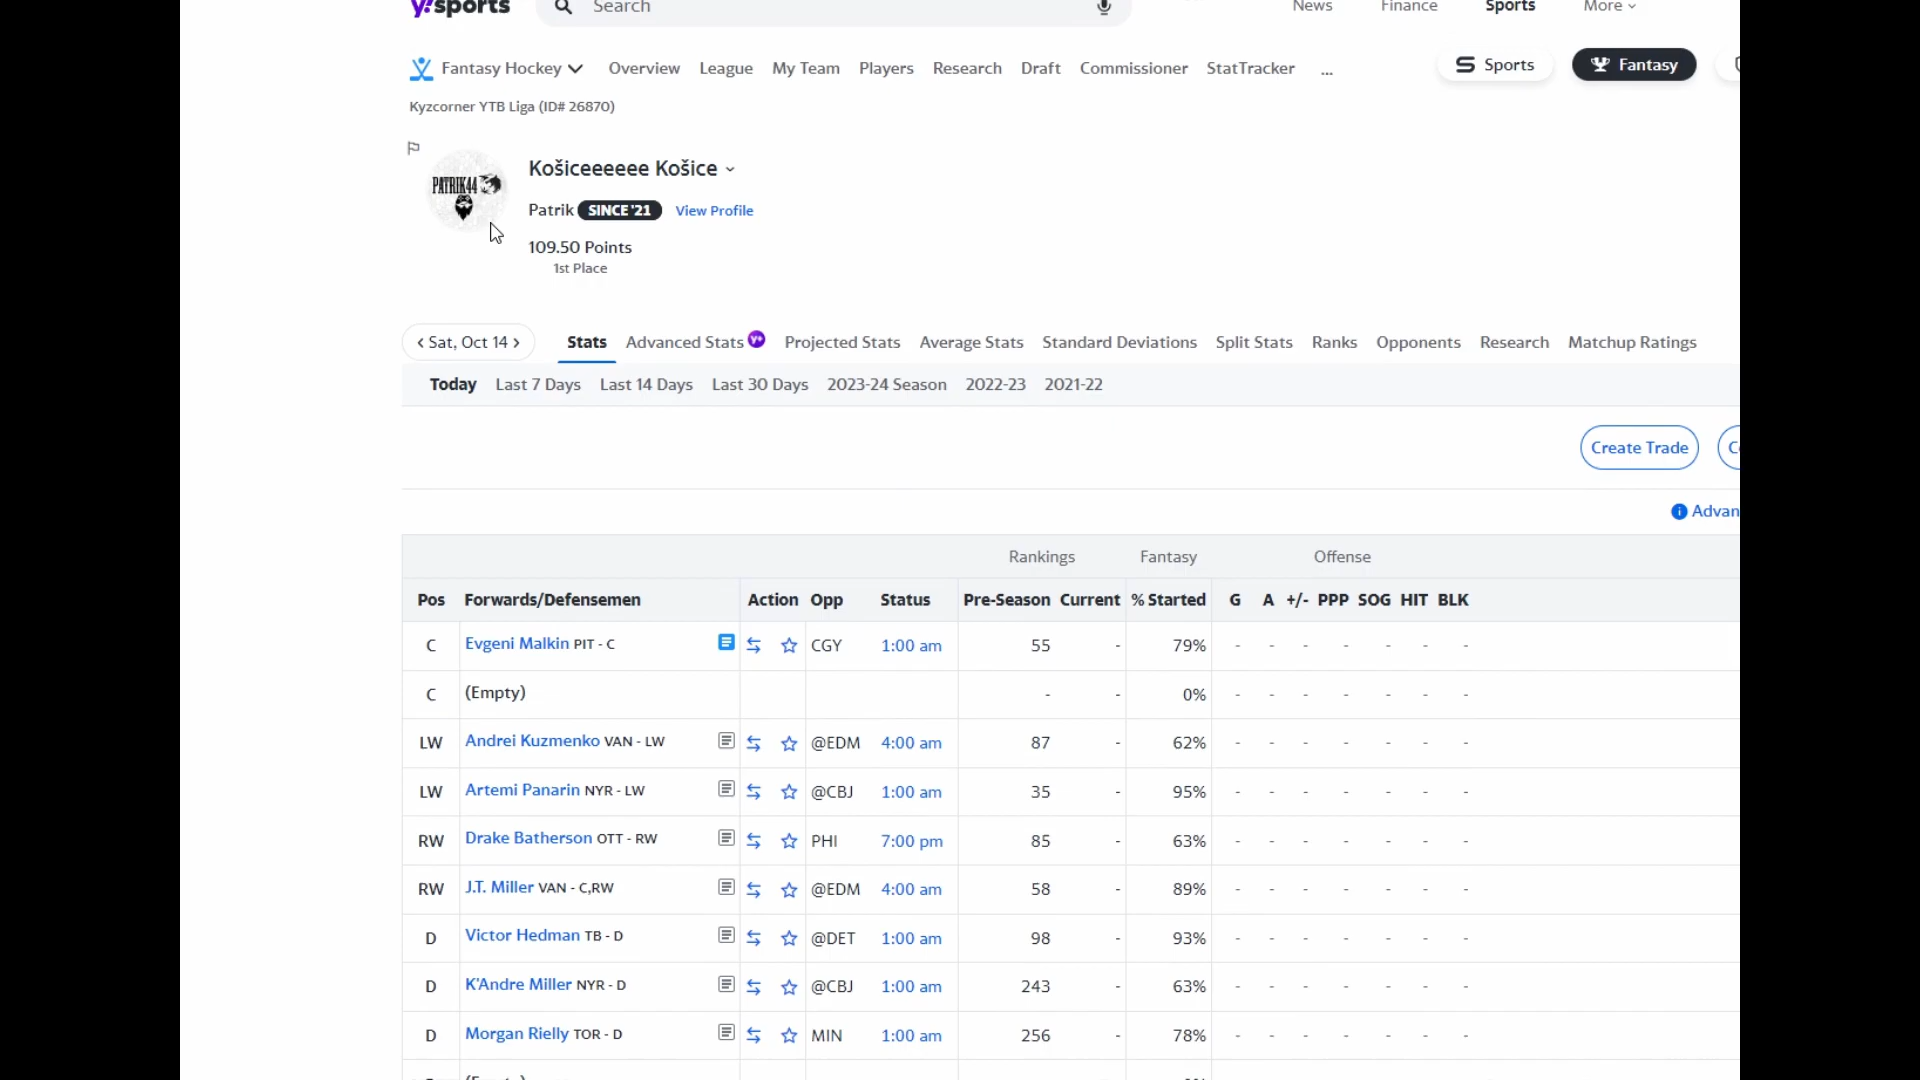 y!sports Search News Finance Sports More
Fantasy Hockey Overview League My Team Players Research Draft Commissioner StatTracker ... Sports Fantasy
Kyzcorner YTB Liga (ID# 26870)
PATRIK44
Košiceeeeee Košice
Patrik SINCE '21 View Profile
109.50 Points
1st Place
Sat, Oct 14 Stats Advanced Stats Y+ Projected Stats Average Stats Standard Deviations Split Stats Ranks Opponents Research Matchup Ratings
Today Last 7 Days Last 14 Days Last 30 Days 2023-24 Season 2022-23 2021-22
Create Trade
Rankings Fantasy Offense
Pos Forwards/Defensemen Action Opp Status Pre-Season Current % Started G A +/- PPP SOG HIT BLK
C Evgeni Malkin PIT - C CGY 1:00 am 55 - 79% - - - - - - -
C (Empty) - - 0% - - - - - - -
LW Andrei Kuzmenko VAN - LW @EDM 4:00 am 87 - 62% - - - - - - -
LW Artemi Panarin NYR - LW @CBJ 1:00 am 35 - 95% - - - - - - -
RW Drake Batherson OTT - RW PHI 7:00 pm 85 - 63% - - - - - - -
RW J.T. Miller VAN - C,RW @EDM 4:00 am 58 - 89% - - - - - - -
D Victor Hedman TB - D @DET 1:00 am 98 - 93% - - - - - - -
D K'Andre Miller NYR - D @CBJ 1:00 am 243 - 63% - - - - - - -
D Morgan Rielly TOR - D MIN 1:00 am 256 - 78% - - - - - - -